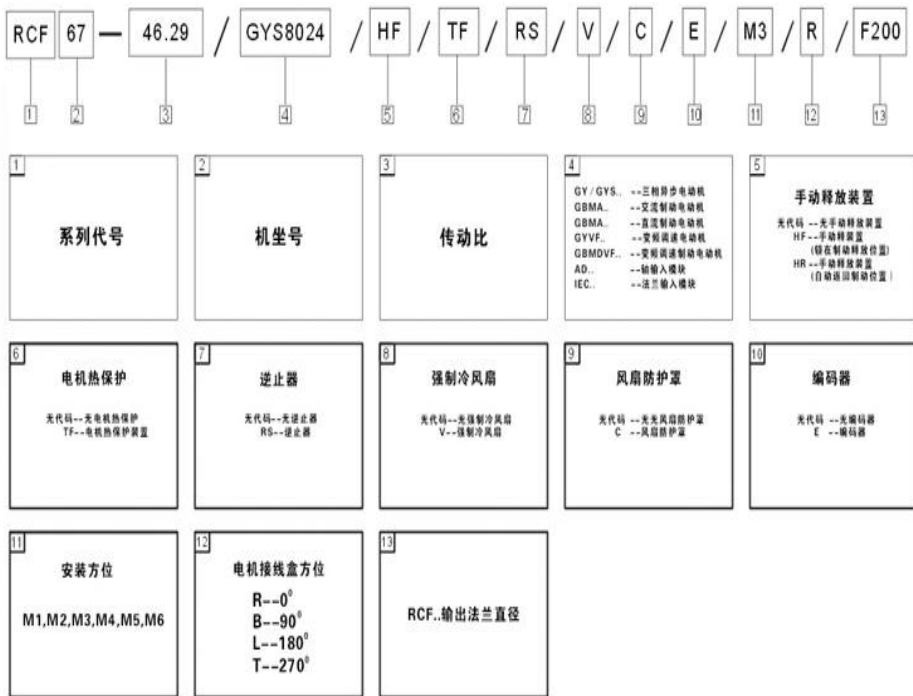 RCF 67 — 46.29 / GYS8024 / HF / TF / RS / V / C / E / M3 / R / F200
1 2 3 4 5 6 7 8 9 10 11 12 13
1
系列代号
2
机坐号
3
传动比
4
GY/GYS.. --三相异步电动机
GBMA.. --交流制动电动机
GBMA.. --直流制动电动机
GYVF.. --变频调速电动机
GBMDVF.. --变频调速制动电动机
AD.. --轴输入模块
IEC.. --法兰输入模块
5
手动释放装置
无代码 --无手动释放装置
HF --手动释装置
(锁在制动释放位置)
HR --手动释放装置
(自动返回制动位置)
6
电机热保护
无代码--无电机热保护
TF--电机热保护装置
7
逆止器
无代码--无逆止器
RS--逆止器
8
强制冷风扇
无代码--无强制冷风扇
V--强制冷风扇
9
风扇防护罩
无代码 --无无风扇防护罩
C --风扇防护罩
10
编码器
无代码 --无编码器
E --编码器
11
安装方位
M1,M2,M3,M4,M5,M6
12
电机接线盒方位
R--0⁰
B--90⁰
L--180⁰
T--270⁰
13
RCF..输出法兰直径